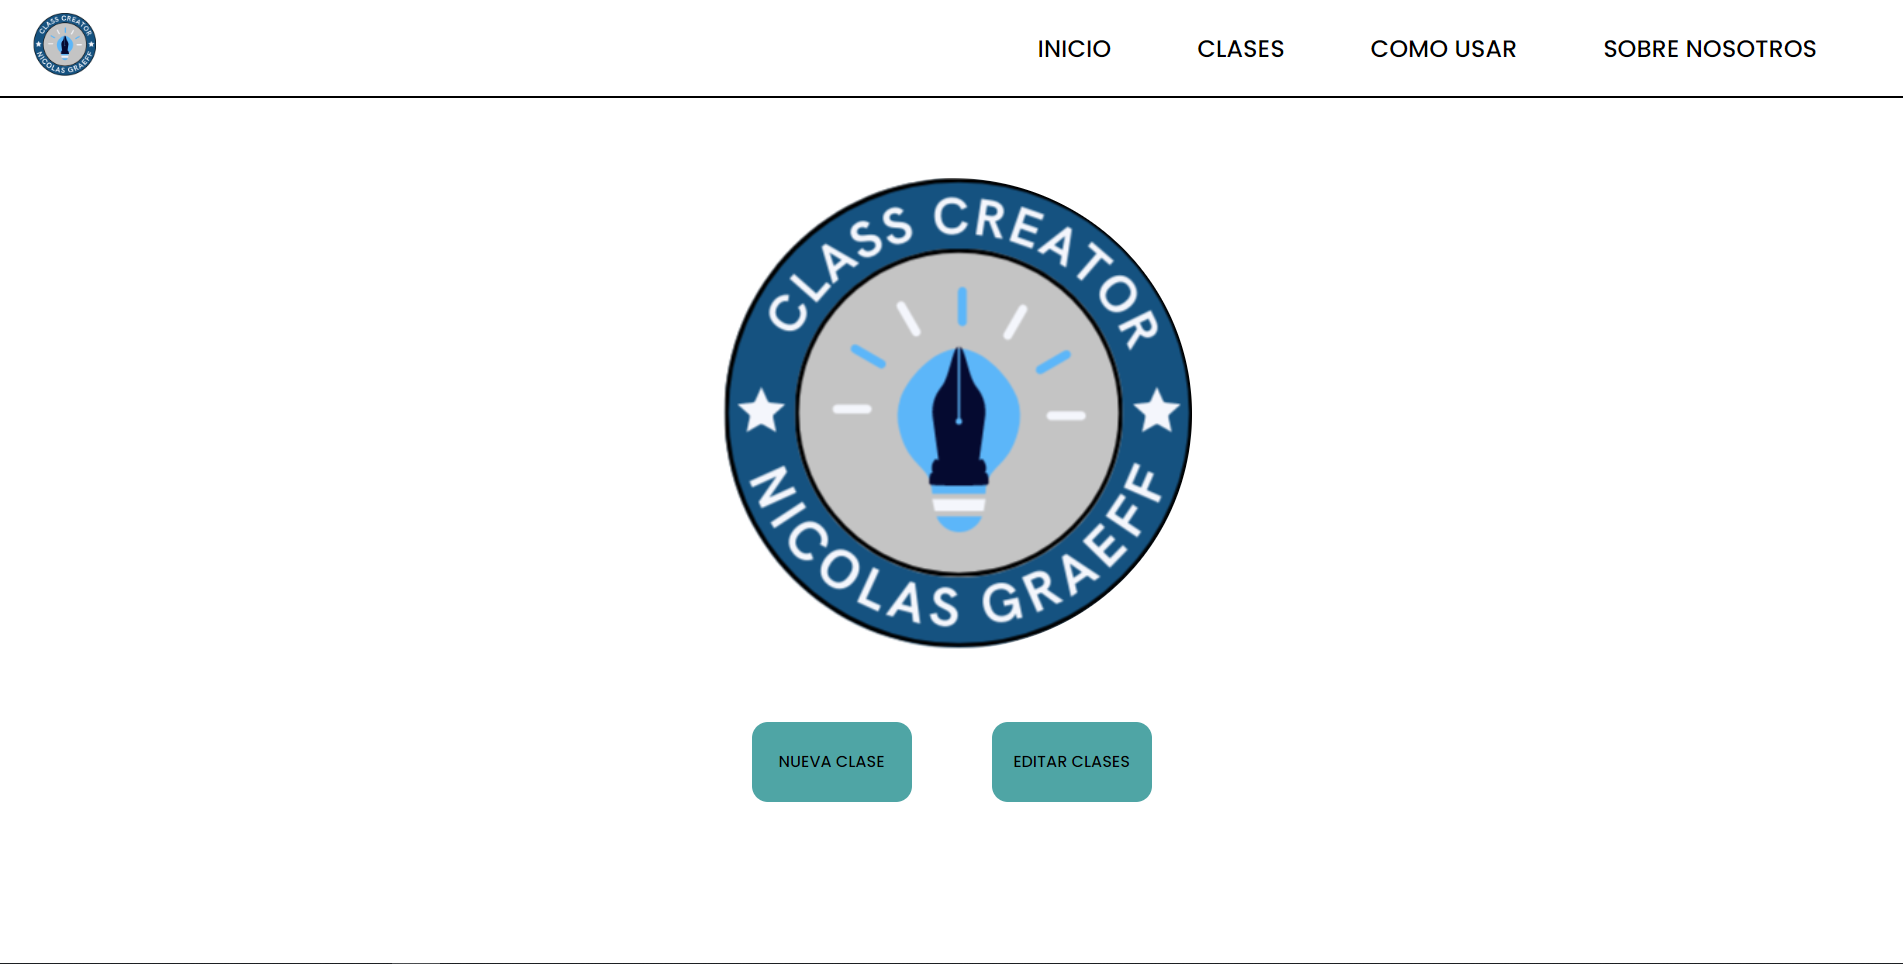 CLASS CREATOR
NICOLAS GRAEFF
INICIO
CLASES
COMO USAR
SOBRE NOSOTROS
CLASS CREATOR
NICOLAS GRAEFF
NUEVA CLASE
EDITAR CLASES